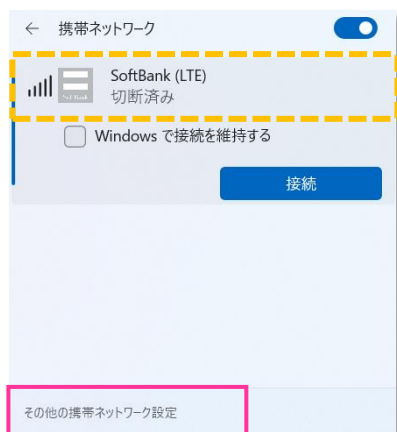 ← 携帯ネットワーク
SoftBank (LTE)
SoftBank
切断済み
Windows で接続を維持する
接続
その他の携帯ネットワーク設定